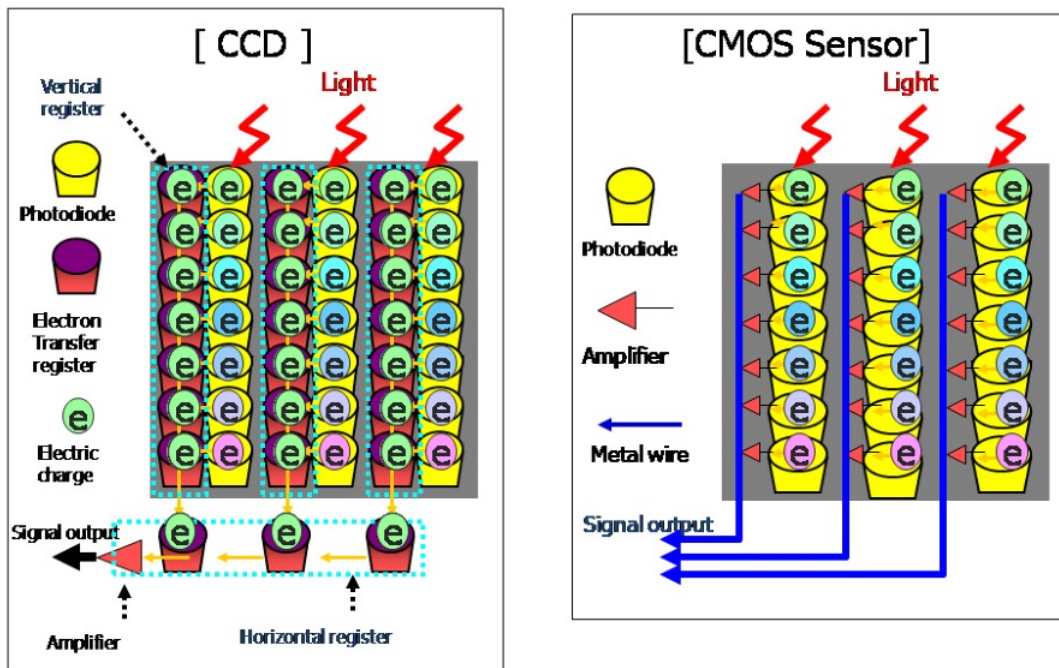 [ CCD ]
Vertical
register
Light
Photodiode
Electron
Transfer
register
e
Electric
charge
e e e e e e
e e e e e e
e e e e e e
e e e e e e
e e e e e e
e e e e e e
e e e e e e
e e e
Signal output
Amplifier
Horizontal register
[CMOS Sensor]
Light
Photodiode
Amplifier
Metal wire
e e e
e e e
e e e
e e e
e e e
e e e
e e e
Signal output